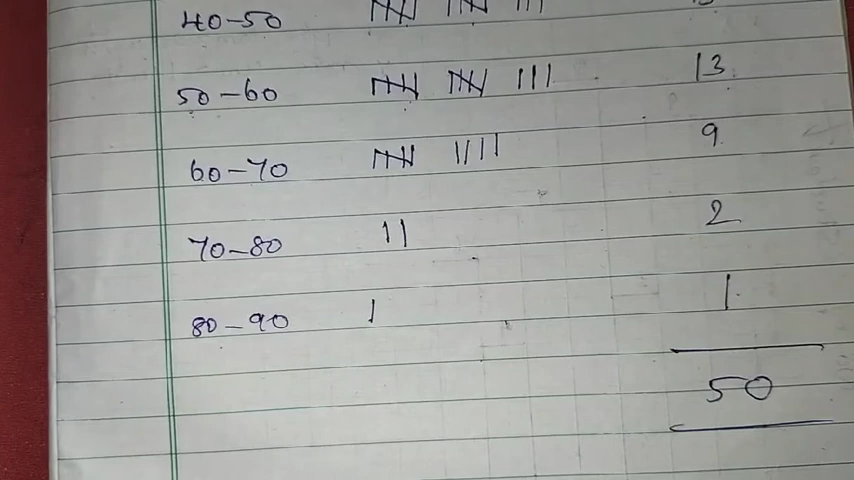 40-50 𝍸 𝍸 |||
50-60 𝍸 𝍸 ||| 13
60-70 𝍸 |||| 9
70-80 || 2
80-90 | 1
50